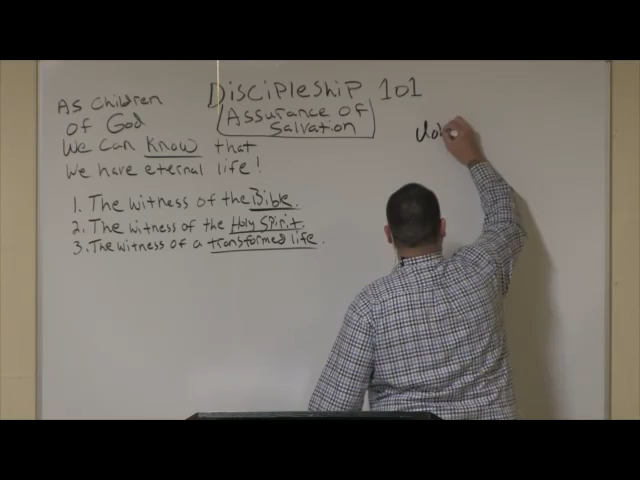 Discipleship 101
Assurance of
Salvation
As Children
of God
We can know that
We have eternal life!
1. The witness of the Bible.
2. The witness of the Holy Spirit.
3. The witness of a transformed life.